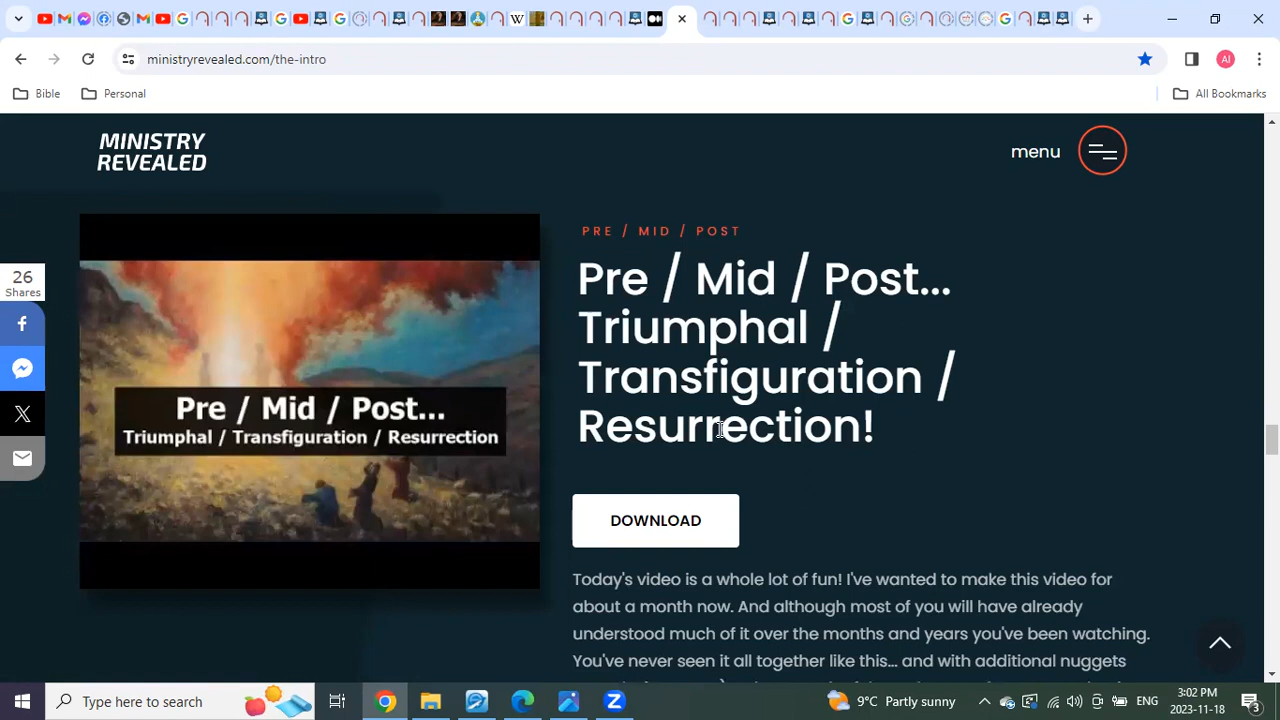 ministryrevealed.com/the-intro
AI
Bible
Personal
All Bookmarks
MINISTRY
REVEALED
menu
26
Shares
Pre / Mid / Post...
Triumphal / Transfiguration / Resurrection
PRE / MID / POST
Pre / Mid / Post...
Triumphal /
Transfiguration /
Resurrection!
DOWNLOAD
Today's video is a whole lot of fun! I've wanted to make this video for
about a month now. And although most of you will have already
understood much of it over the months and years you've been watching.
You've never seen it all together like this... and with additional nuggets
Type here to search
9°C Partly sunny
ENG
3:02 PM
2023-11-18
3